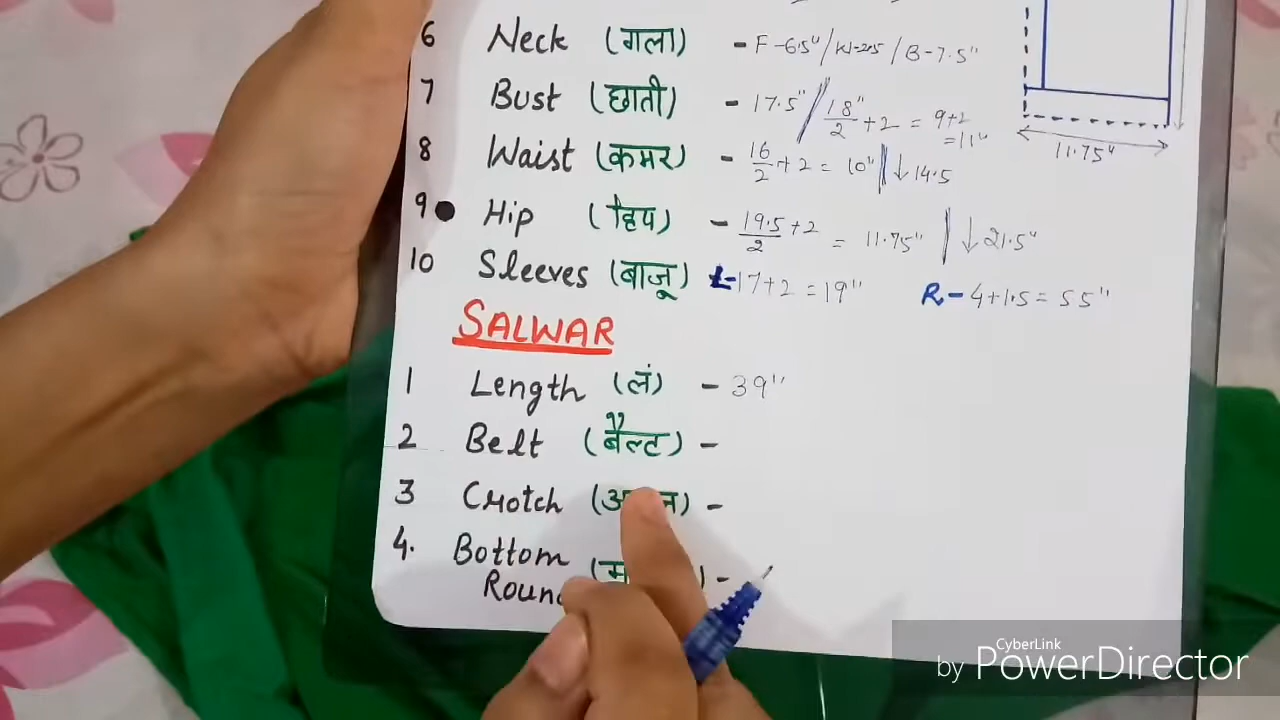 6 Neck (गला) - F-6.5"/W-2.5/B-7.5"
7 Bust (छाती) - 17.5" / 18"/2 +2 = 9+2
=11"
8 Waist (कमर) - 16/2 +2 = 10" ↓ 14.5
9 Hip (हिप) - 19.5/2 +2 = 11.75" ↓ 21.5"
10 Sleeves (बाजू) L-17+2 =19" R-4+1.5= 5.5"
11.75"
SALWAR
1 Length (लं) - 39"
2 Belt (बैल्ट) -
3 Crotch -
4. Bottom
Round
CyberLink
by PowerDirector